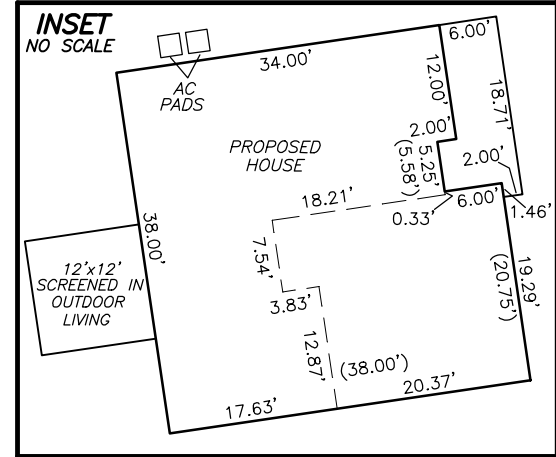 INSET
NO SCALE
6.00'
34.00'
AC
PADS
12.00'
18.71'
2.00'
PROPOSED
HOUSE
5.25'
(5.58')
2.00'
18.21'
0.33'
6.00'
1.46'
38.00'
7.54'
19.29'
(20.75')
12'x12'
SCREENED IN
OUTDOOR
LIVING
3.83'
12.87'
(38.00')
20.37'
17.63'